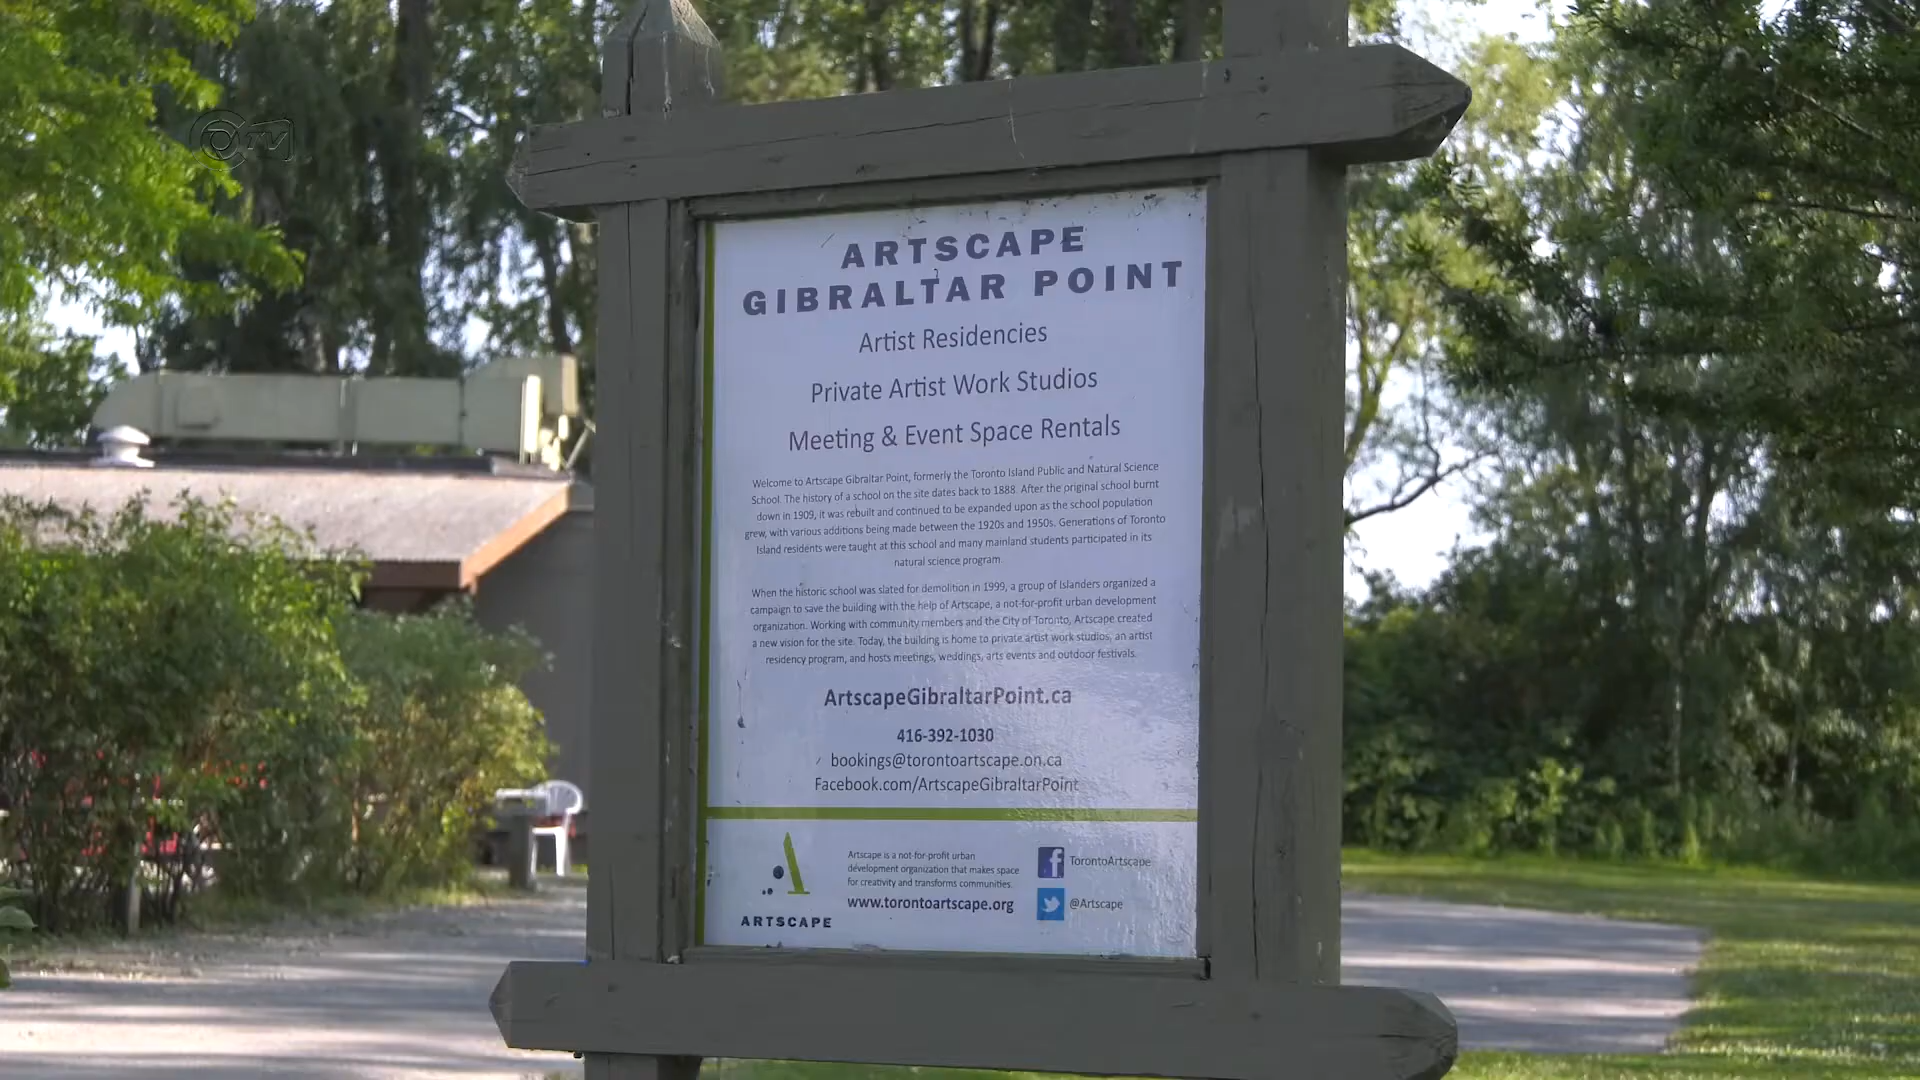 TV
ARTSCAPE
GIBRALTAR POINT
Artist Residencies
Private Artist Work Studios
Meeting & Event Space Rentals
Welcome to Artscape Gibraltar Point, formerly the Toronto Island Public and Natural Science
School. The history of a school on the site dates back to 1888. After the original school burnt
down in 1909, it was rebuilt and continued to be expanded upon as the school population
grew, with various additions being made between the 1920s and 1950s. Generations of Toronto
Island residents were taught at this school and many mainland students participated in its
natural science program.
When the historic school was slated for demolition in 1999, a group of Islanders organized a
campaign to save the building with the help of Artscape, a not-for-profit urban development
organization. Working with community members and the City of Toronto, Artscape created
a new vision for the site. Today, the building is home to private artist work studios, an artist
residency program, and hosts meetings, weddings, arts events and outdoor festivals.
ArtscapeGibraltarPoint.ca
416-392-1030
bookings@torontoartscape.on.ca
Facebook.com/ArtscapeGibraltarPoint
ARTSCAPE
Artscape is a not-for-profit urban
development organization that makes space
for creativity and transforms communities.
www.torontoartscape.org
TorontoArtscape
@Artscape